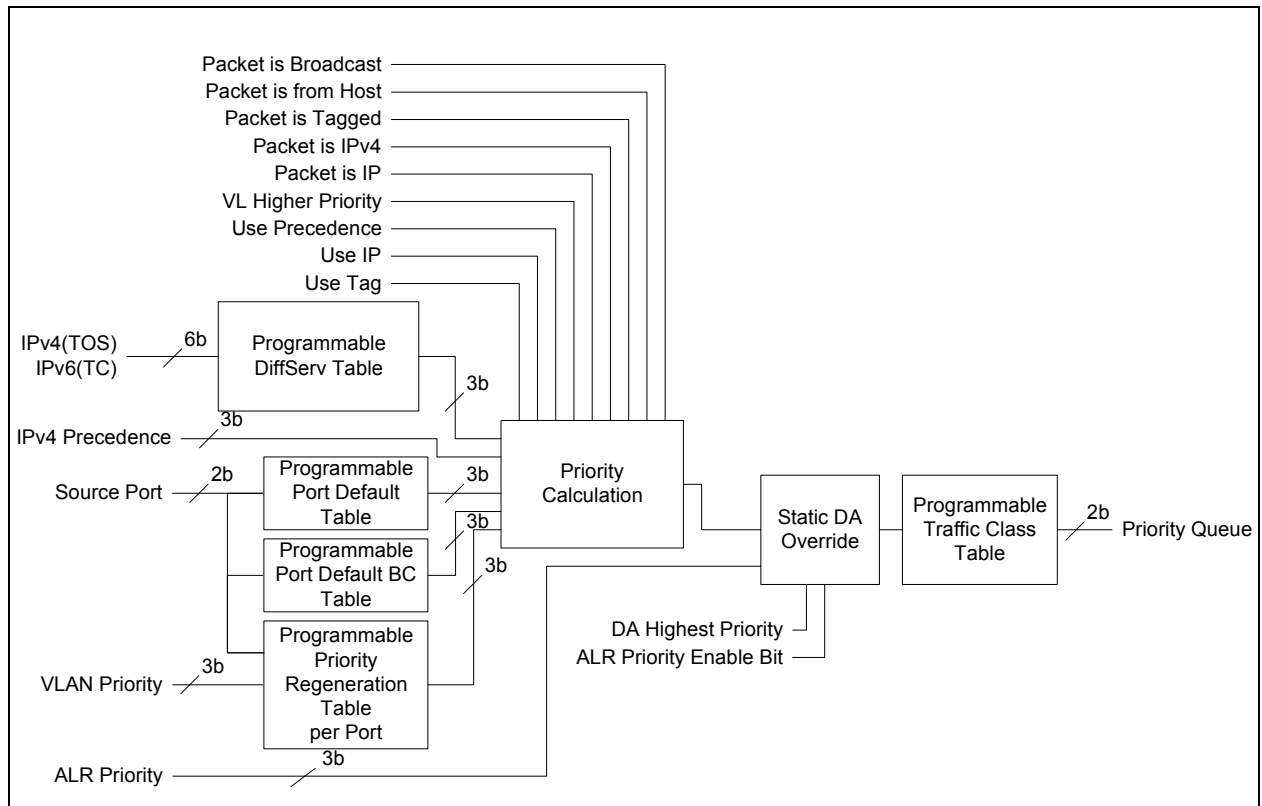 Packet is Broadcast
Packet is from Host
Packet is Tagged
Packet is IPv4
Packet is IP
VL Higher Priority
Use Precedence
Use IP
Use Tag
IPv4(TOS)
IPv6(TC)
6b
Programmable
DiffServ Table
3b
IPv4 Precedence
3b
Source Port
2b
Programmable
Port Default
Table
3b
Programmable
Port Default BC
Table
3b
VLAN Priority
3b
Programmable
Priority
Regeneration
Table
per Port
3b
ALR Priority
3b
Priority
Calculation
Static DA
Override
DA Highest Priority
ALR Priority Enable Bit
Programmable
Traffic Class
Table
2b
Priority Queue